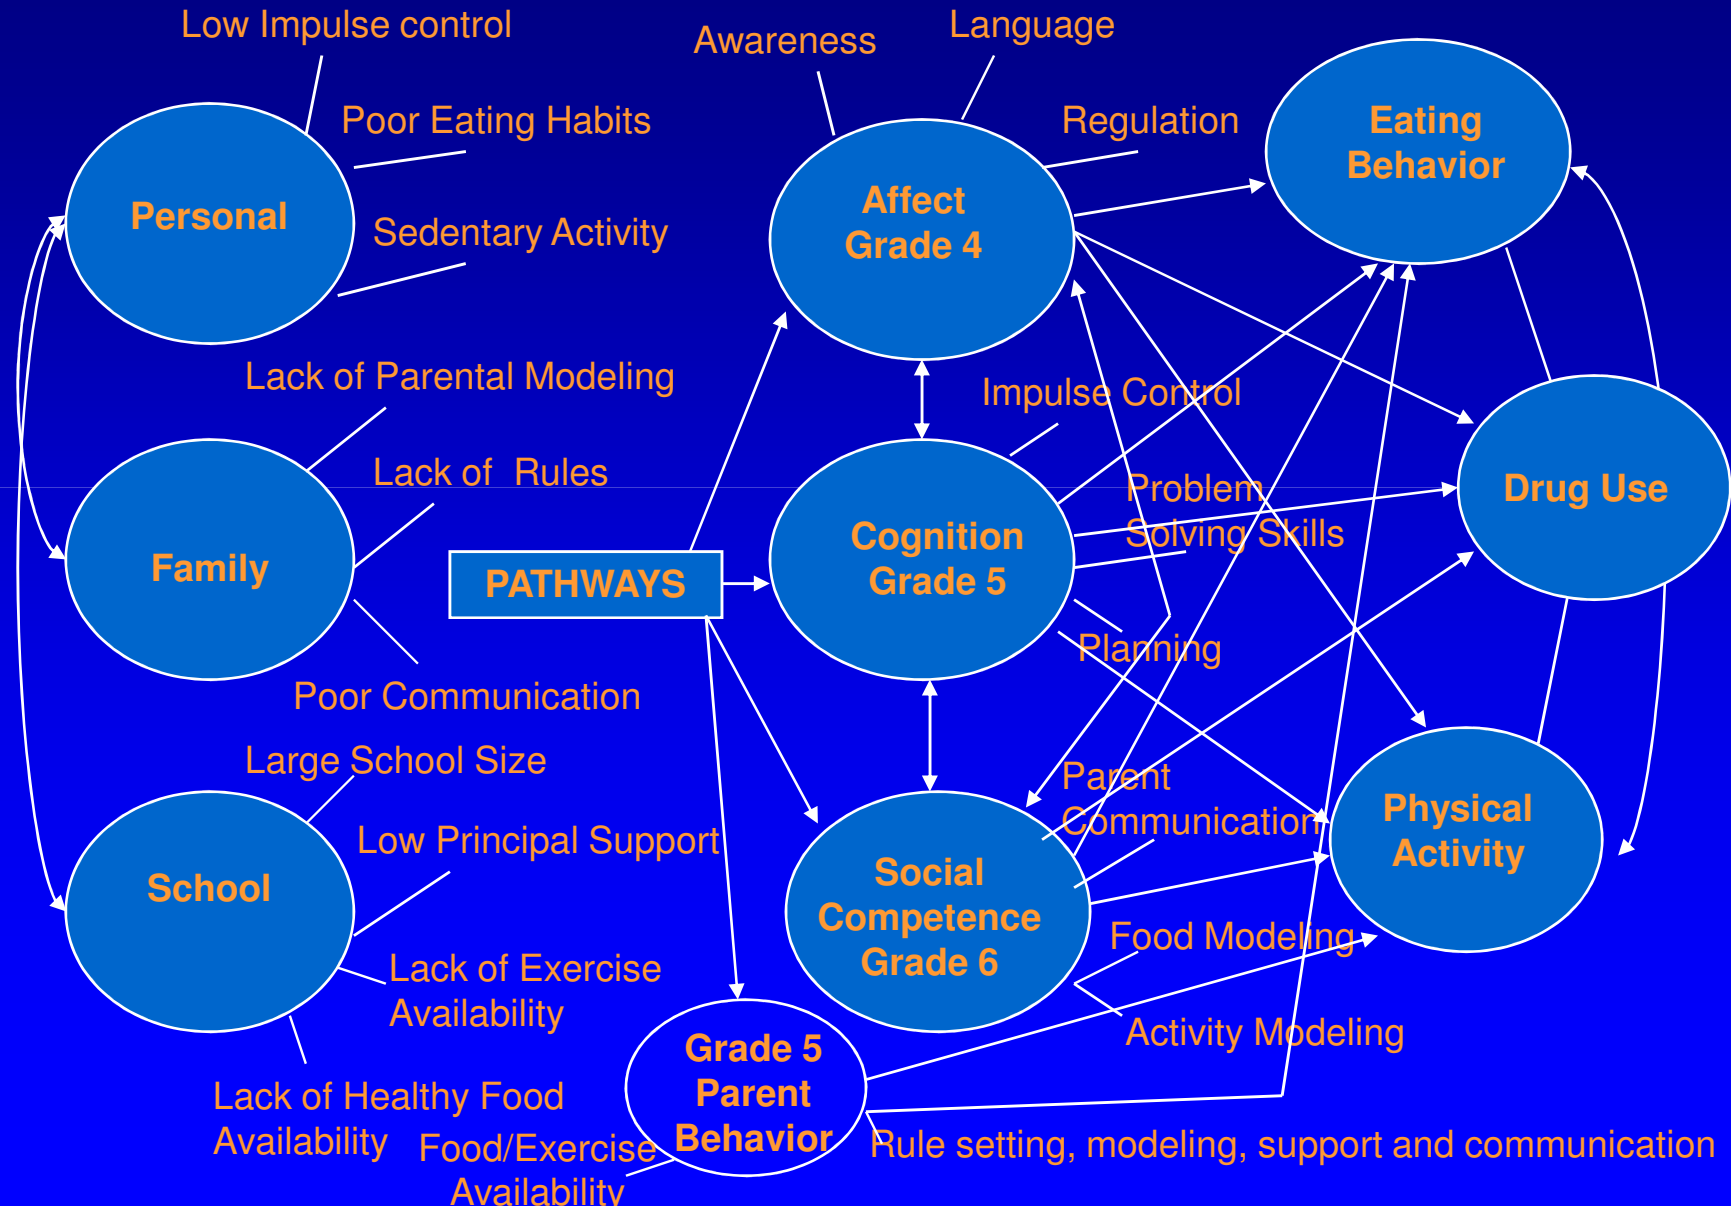 Low Impulse control
Poor Eating Habits
Personal
Sedentary Activity
Lack of Parental Modeling
Lack of  Rules
Family
Poor Communication
Large School Size
Low Principal Support
School
Lack of Exercise
Availability
Lack of Healthy Food
Availability
PATHWAYS
Awareness
Language
Regulation
Affect
Grade 4
Impulse Control
Problem
Solving Skills
Cognition
Grade 5
Planning
Parent
Communication
Social
Competence
Grade 6
Food Modeling
Activity Modeling
Grade 5
Parent
Behavior
Food/Exercise
Availability
Rule setting, modeling, support and communication
Eating
Behavior
Drug Use
Physical
Activity